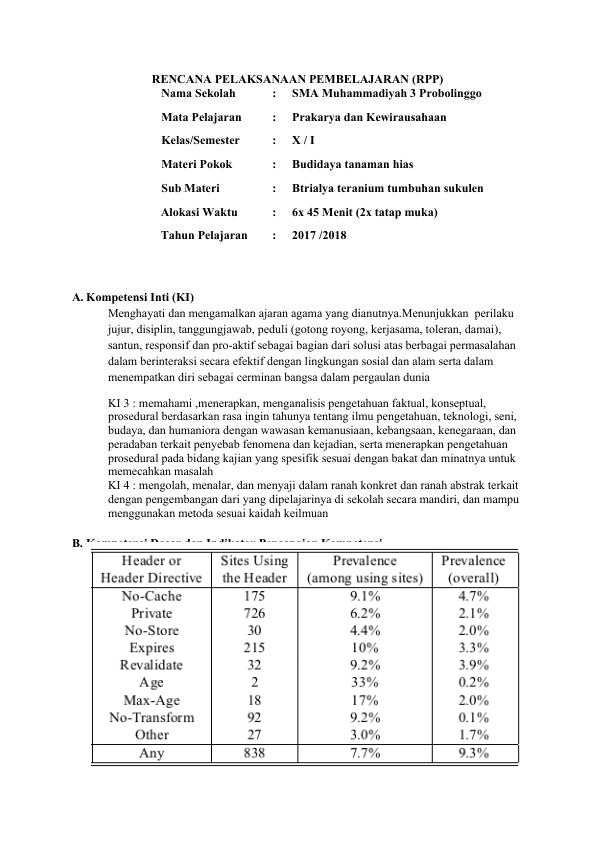 RENCANA PELAKSANAAN PEMBELAJARAN (RPP)
Nama Sekolah : SMA Muhammadiyah 3 Probolinggo
Mata Pelajaran : Prakarya dan Kewirausahaan
Kelas/Semester : X / I
Materi Pokok : Budidaya tanaman hias
Sub Materi : Btrialya teranium tumbuhan sukulen
Alokasi Waktu : 6x 45 Menit (2x tatap muka)
Tahun Pelajaran : 2017 /2018
A. Kompetensi Inti (KI)
Menghayati dan mengamalkan ajaran agama yang dianutnya.Menunjukkan perilaku
jujur, disiplin, tanggungjawab, peduli (gotong royong, kerjasama, toleran, damai),
santun, responsif dan pro-aktif sebagai bagian dari solusi atas berbagai permasalahan
dalam berinteraksi secara efektif dengan lingkungan sosial dan alam serta dalam
menempatkan diri sebagai cerminan bangsa dalam pergaulan dunia
KI 3 : memahami ,menerapkan, menganalisis pengetahuan faktual, konseptual,
prosedural berdasarkan rasa ingin tahunya tentang ilmu pengetahuan, teknologi, seni,
budaya, dan humaniora dengan wawasan kemanusiaan, kebangsaan, kenegaraan, dan
peradaban terkait penyebab fenomena dan kejadian, serta menerapkan pengetahuan
prosedural pada bidang kajian yang spesifik sesuai dengan bakat dan minatnya untuk
memecahkan masalah
KI 4 : mengolah, menalar, dan menyaji dalam ranah konkret dan ranah abstrak terkait
dengan pengembangan dari yang dipelajarinya di sekolah secara mandiri, dan mampu
menggunakan metoda sesuai kaidah keilmuan
B.
Header or Sites Using Prevalence Prevalence
Header Directive the Header (among using sites) (overall)
No-Cache 175 9.1% 4.7%
Private 726 6.2% 2.1%
No-Store 30 4.4% 2.0%
Expires 215 10% 3.3%
Revalidate 32 9.2% 3.9%
Age 2 33% 0.2%
Max-Age 18 17% 2.0%
No-Transform 92 9.2% 0.1%
Other 27 3.0% 1.7%
Any 838 7.7% 9.3%